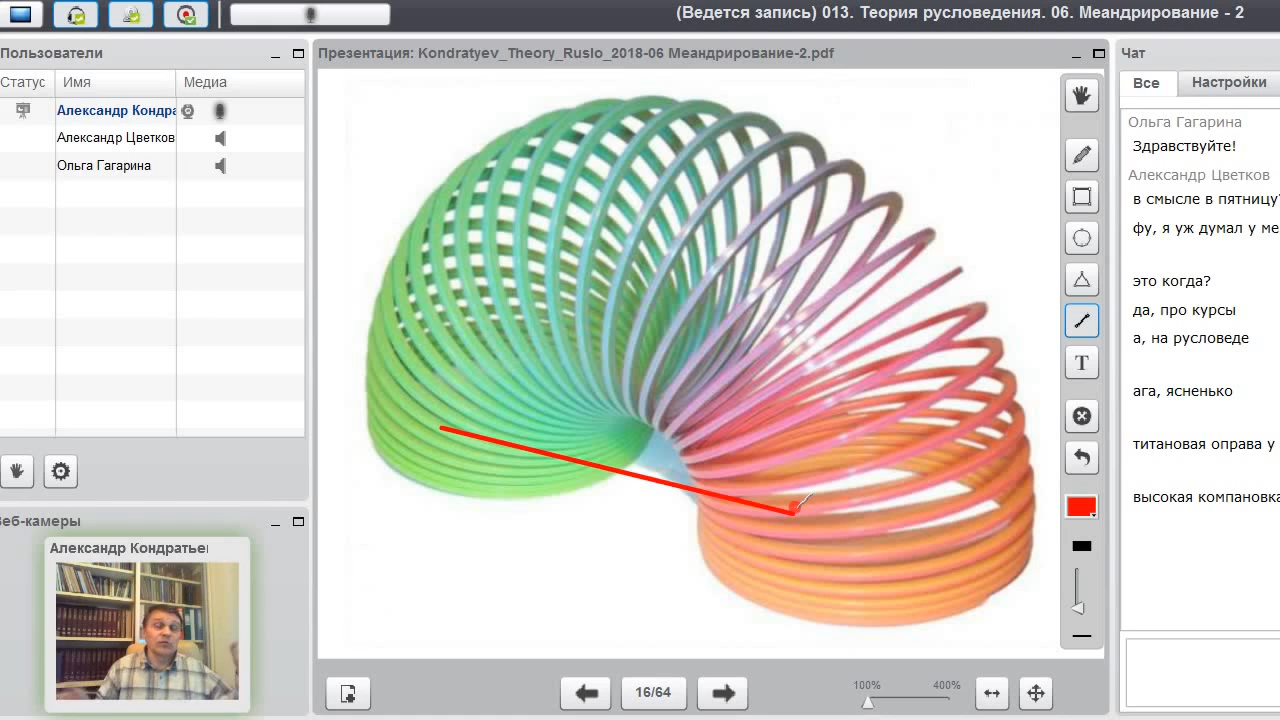 (Ведется запись) 013. Теория русловедения. 06. Меандрирование - 2
Пользователи
Статус Имя Медиа
Александр Кондра
Александр Цветков
Ольга Гагарина
Веб-камеры
Александр Кондратьев
Презентация: Kondratyev_Theory_Ruslo_2018-06 Меандрирование-2.pdf
T
16/64
100% 400%
Чат
Все Настройки
Ольга Гагарина
Здравствуйте!
Александр Цветков
в смысле в пятницу?
фу, я уж думал у ме
это когда?
да, про курсы
а, на русловеде
ага, ясненько
титановая оправа у
высокая компановка